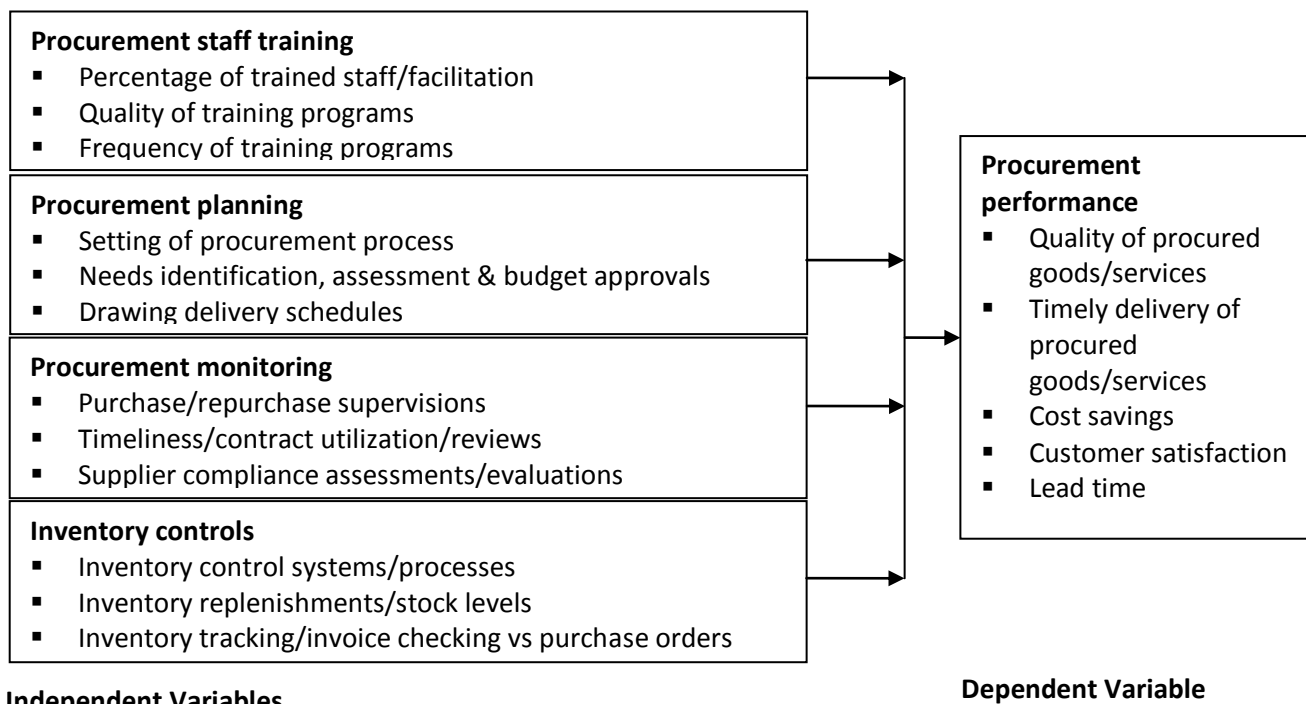 Procurement staff training
▪ Percentage of trained staff/facilitation
▪ Quality of training programs
▪ Frequency of training programs
Procurement planning
▪ Setting of procurement process
▪ Needs identification, assessment & budget approvals
▪ Drawing delivery schedules
Procurement monitoring
▪ Purchase/repurchase supervisions
▪ Timeliness/contract utilization/reviews
▪ Supplier compliance assessments/evaluations
Inventory controls
▪ Inventory control systems/processes
▪ Inventory replenishments/stock levels
▪ Inventory tracking/invoice checking vs purchase orders
Independent Variables
Procurement
performance
▪ Quality of procured
goods/services
▪ Timely delivery of
procured
goods/services
▪ Cost savings
▪ Customer satisfaction
▪ Lead time
Dependent Variable